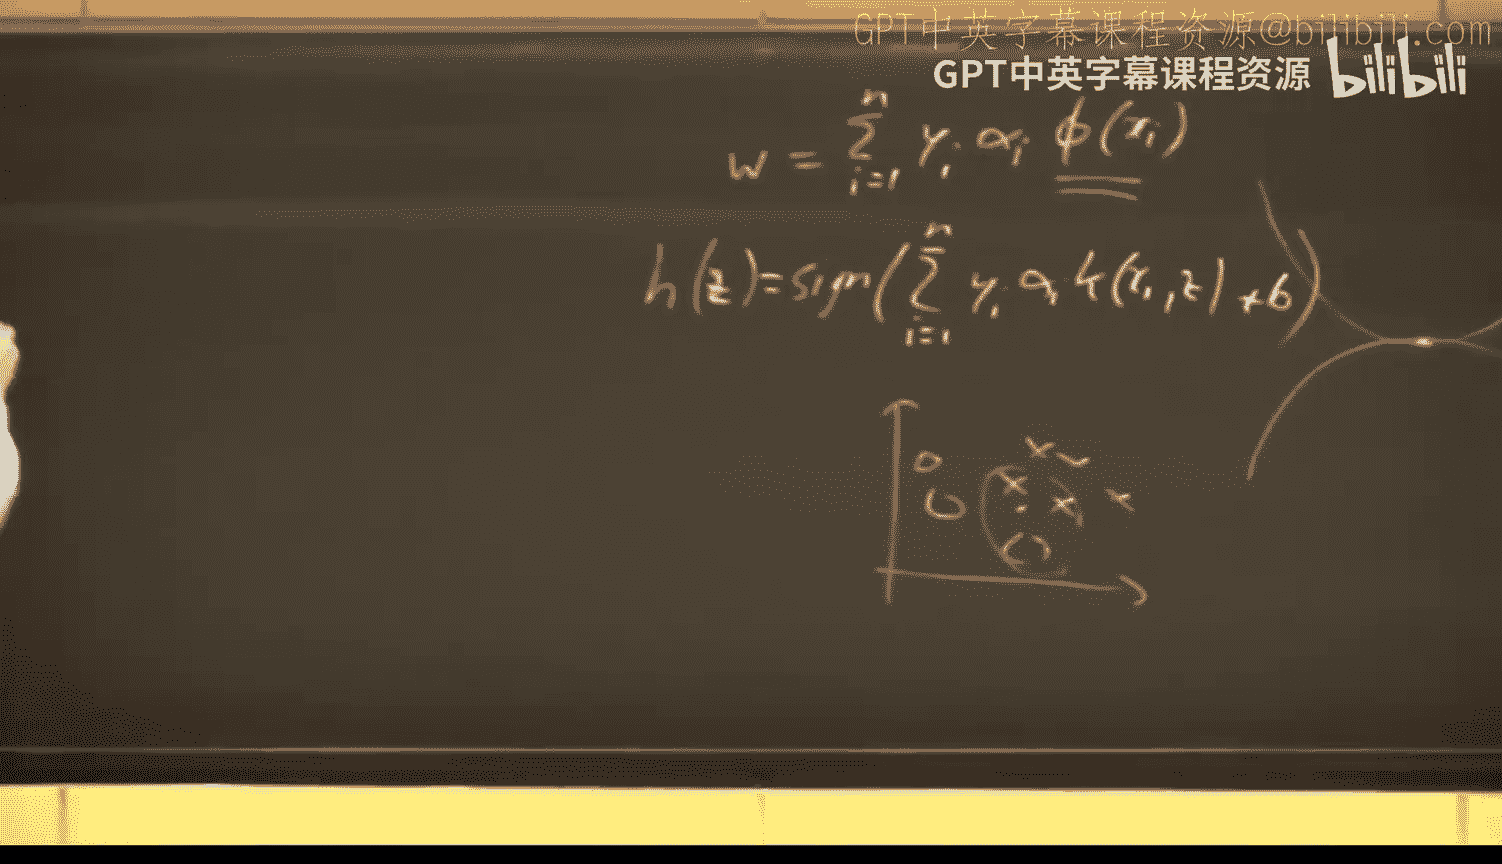 GPT中英字幕课程资源@bilibili.com
GPT中英字幕课程资源 bilibili
w = Σ_{i=1}^{n} y_i α_i φ(x_i)
h(z) = sign(Σ_{i=1}^{n} y_i α_i k(x_i, z) + b)